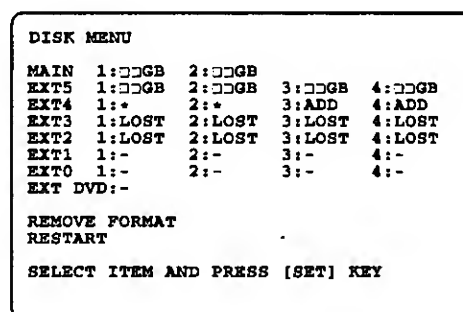 DISK MENU
MAIN 1:□□GB 2:□□GB
EXT5 1:□□GB 2:□□GB 3:□□GB 4:□□GB
EXT4 1:* 2:* 3:ADD 4:ADD
EXT3 1:LOST 2:LOST 3:LOST 4:LOST
EXT2 1:LOST 2:LOST 3:LOST 4:LOST
EXT1 1:- 2:- 3:- 4:-
EXT0 1:- 2:- 3:- 4:-
EXT DVD:-
REMOVE FORMAT
RESTART
SELECT ITEM AND PRESS [SET] KEY